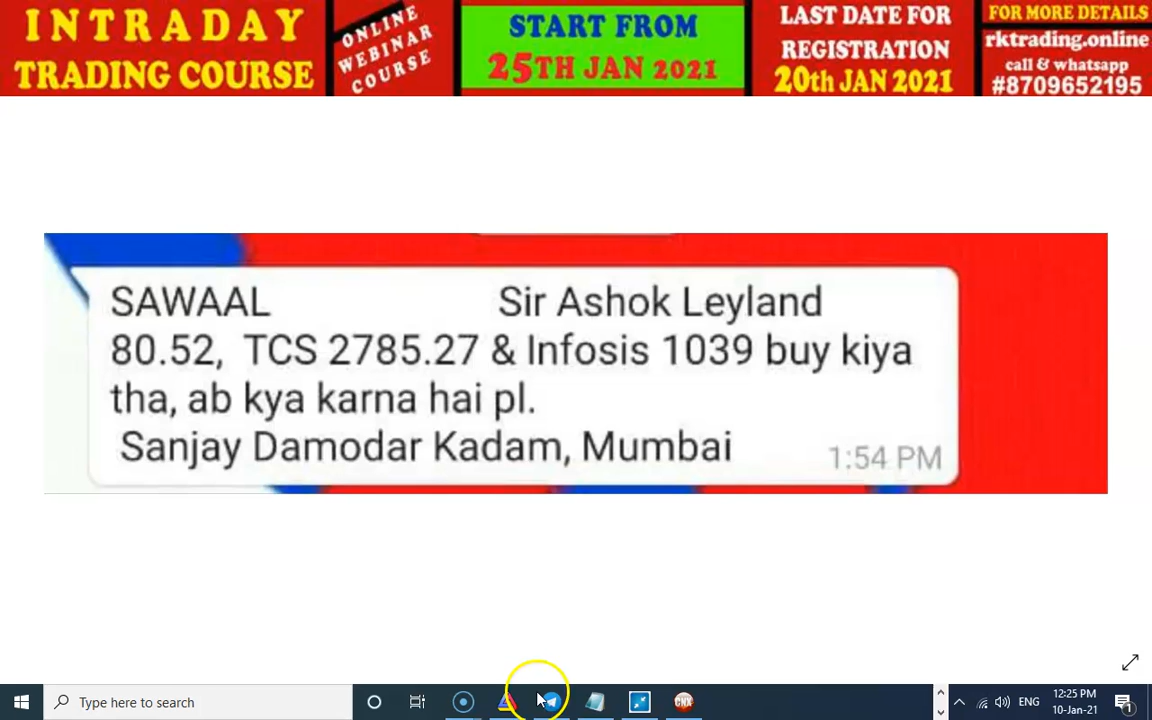 INTRADAY
TRADING COURSE
ONLINE
WEBINAR
COURSE
START FROM
25TH JAN 2021
LAST DATE FOR
REGISTRATION
20th JAN 2021
FOR MORE DETAILS
rktrading.online
call & whatsapp
#8709652195
SAWAAL Sir Ashok Leyland
80.52, TCS 2785.27 & Infosis 1039 buy kiya
tha, ab kya karna hai pl.
Sanjay Damodar Kadam, Mumbai
1:54 PM
Type here to search
CNX
ENG
12:25 PM
10-Jan-21
1